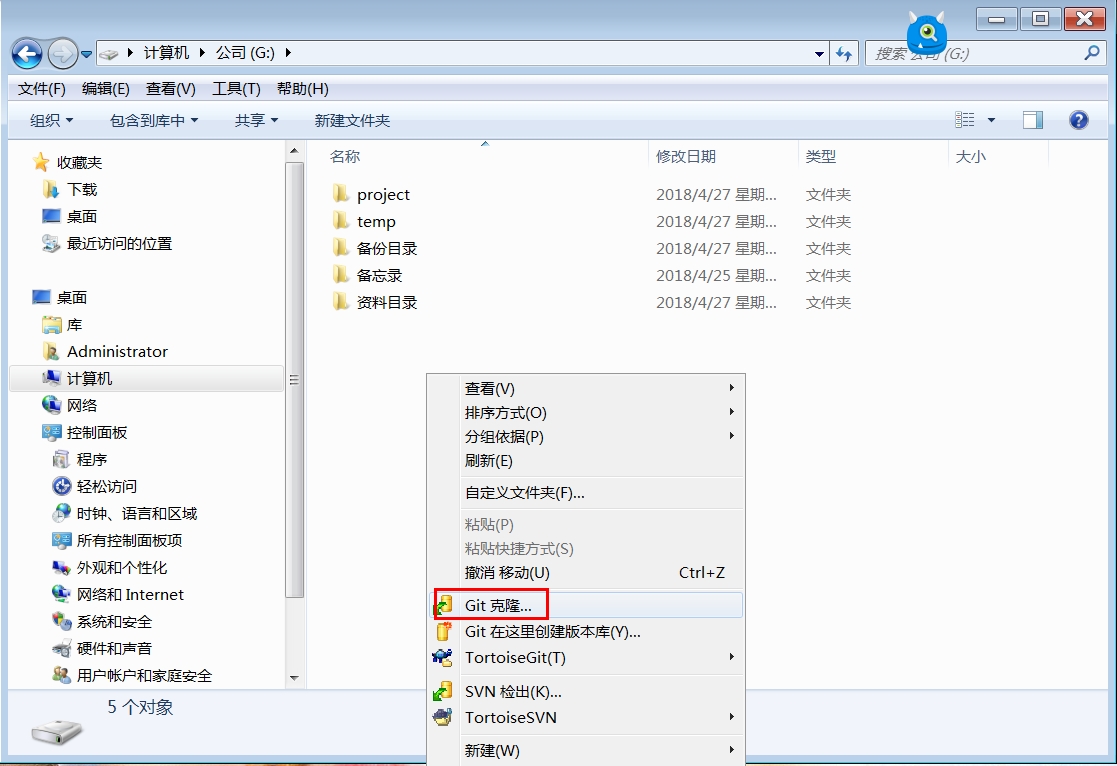 计算机 公司 (G:)
搜索 公司 (G:)
文件(F) 编辑(E) 查看(V) 工具(T) 帮助(H)
组织 包含到库中 共享 新建文件夹
收藏夹
下载
桌面
最近访问的位置
桌面
库
Administrator
计算机
网络
控制面板
程序
轻松访问
时钟、语言和区域
所有控制面板项
外观和个性化
网络和 Internet
系统和安全
硬件和声音
用户帐户和家庭安全
名称 修改日期 类型 大小
project 2018/4/27 星期... 文件夹
temp 2018/4/27 星期... 文件夹
备份目录 2018/4/27 星期... 文件夹
备忘录 2018/4/25 星期... 文件夹
资料目录 2018/4/27 星期... 文件夹
查看(V)
排序方式(O)
分组依据(P)
刷新(E)
自定义文件夹(F)...
粘贴(P)
粘贴快捷方式(S)
撤消 移动(U) Ctrl+Z
Git 克隆...
Git 在这里创建版本库(Y)...
TortoiseGit(T)
SVN 检出(K)...
TortoiseSVN
新建(W)
5 个对象